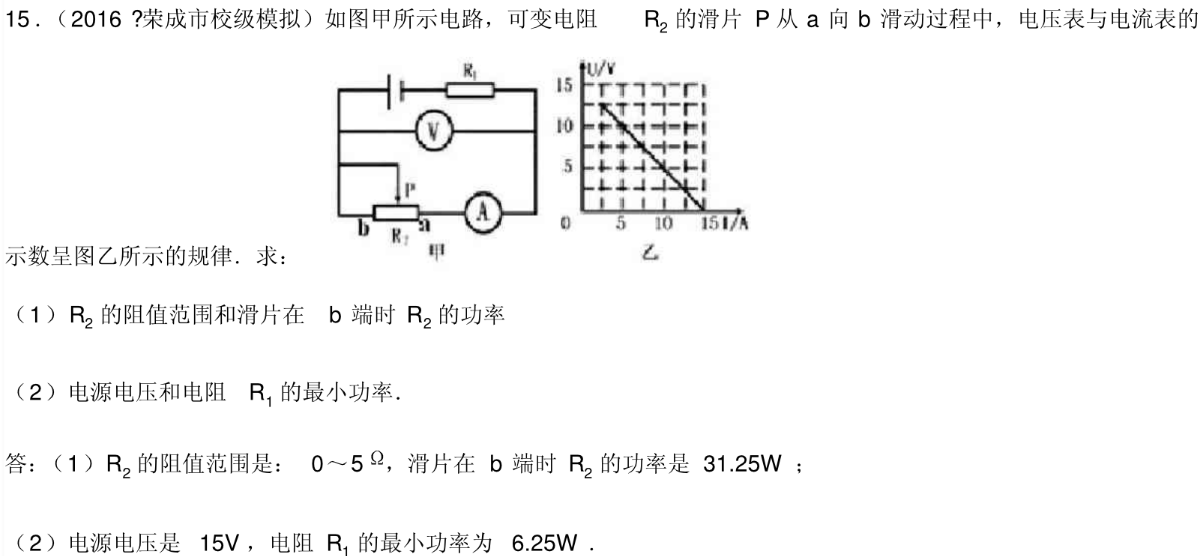 15．（2016 ?荣成市校级模拟）如图甲所示电路，可变电阻 R₂ 的滑片 P 从 a 向 b 滑动过程中，电压表与电流表的
R₁
V
P
b
R₂
a
A
甲
U/V
15
10
5
0 5 10 15 I/A
乙
示数呈图乙所示的规律．求：
（1）R₂ 的阻值范围和滑片在 b 端时 R₂ 的功率
（2）电源电压和电阻 R₁ 的最小功率．
答：（1）R₂ 的阻值范围是： 0～5 Ω，滑片在 b 端时 R₂ 的功率是 31.25W ；
（2）电源电压是 15V ，电阻 R₁ 的最小功率为 6.25W ．